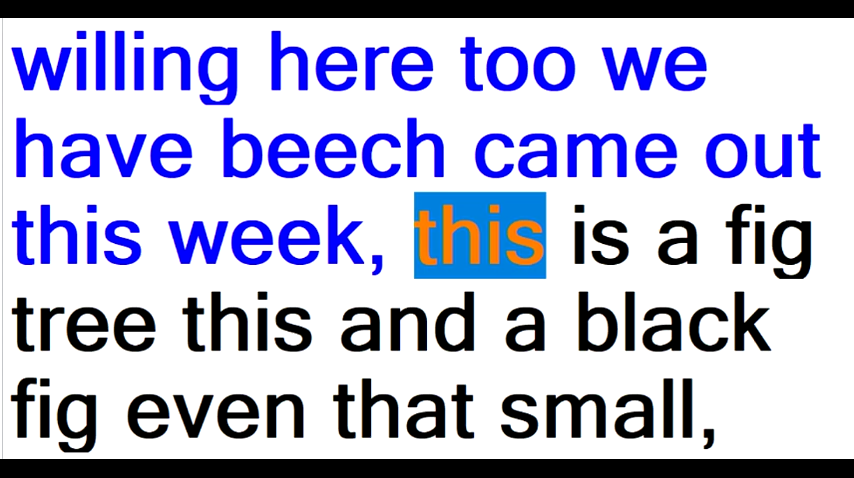 willing here too we
have beech came out
this week, this is a fig
tree this and a black
fig even that small,